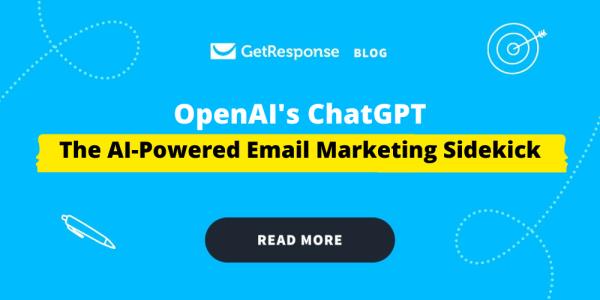 GetResponse BLOG
OpenAI's ChatGPT
The AI-Powered Email Marketing Sidekick
READ MORE